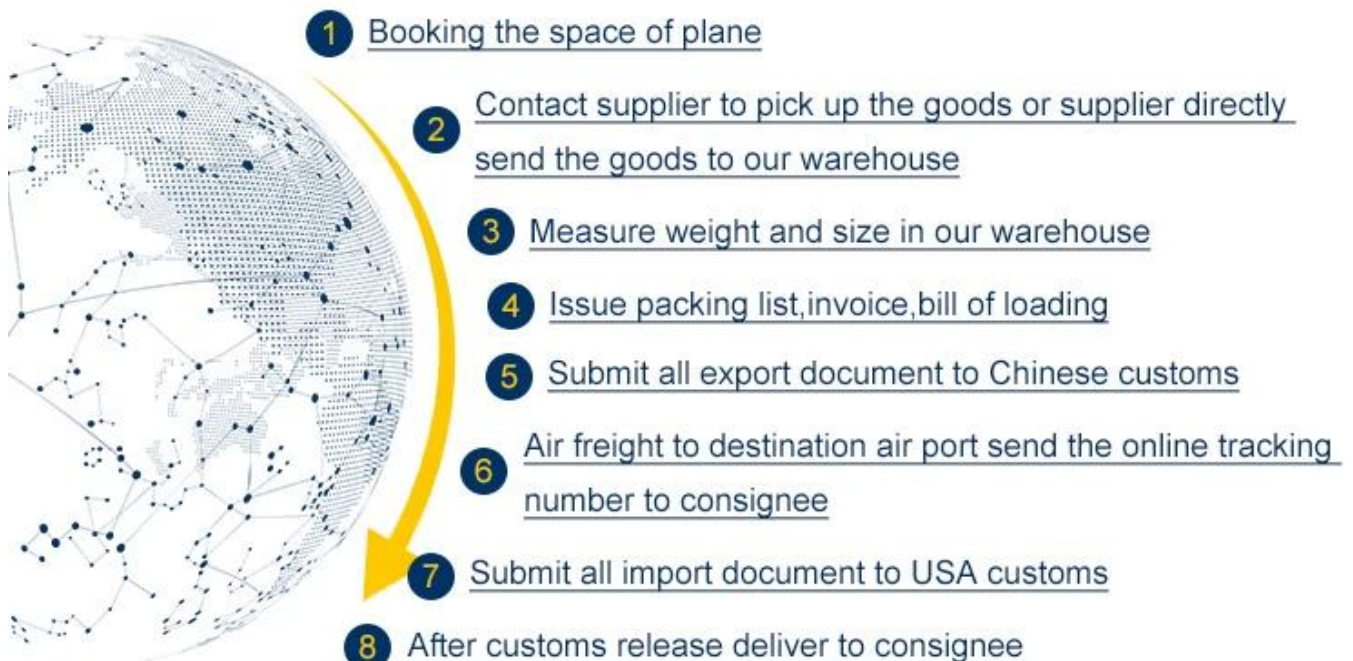 1 Booking the space of plane
2 Contact supplier to pick up the goods or supplier directly
send the goods to our warehouse
3 Measure weight and size in our warehouse
4 Issue packing list,invoice,bill of loading
5 Submit all export document to Chinese customs
6 Air freight to destination air port send the online tracking
number to consignee
7 Submit all import document to USA customs
8 After customs release deliver to consignee